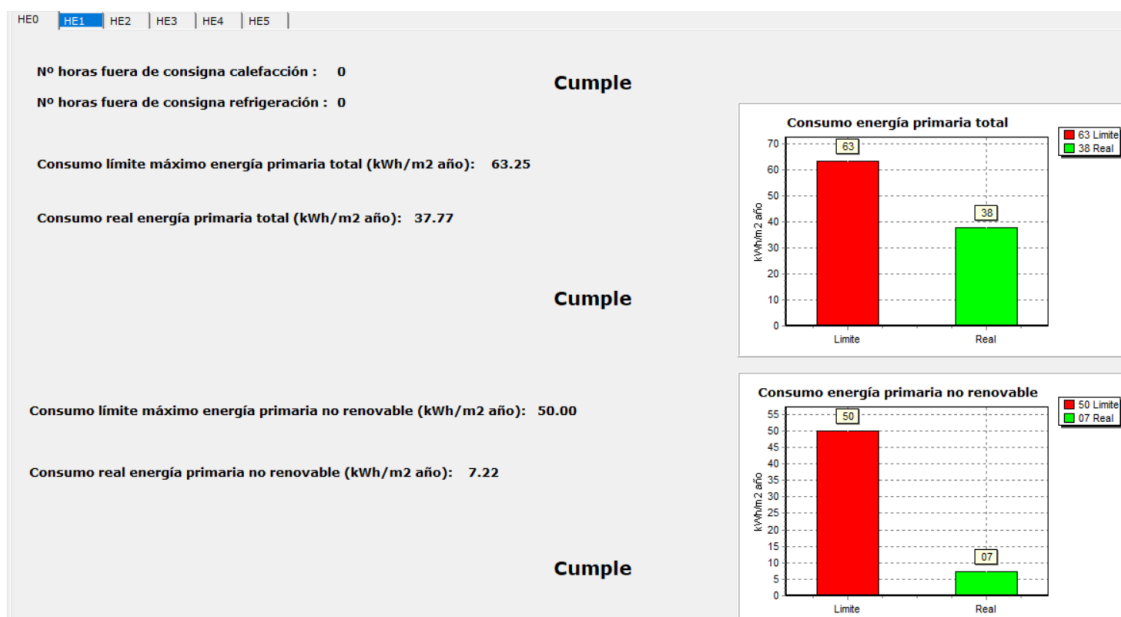 HE0 HE1 HE2 HE3 HE4 HE5
Nº horas fuera de consigna calefacción : 0
Cumple
Nº horas fuera de consigna refrigeración : 0
Consumo límite máximo energía primaria total (kWh/m2 año): 63.25
Consumo real energía primaria total (kWh/m2 año): 37.77
Cumple
Consumo energía primaria total
63 Limite
38 Real
70
60
50
40
30
20
10
0
kWh/m2 año
63
38
Limite
Real
Consumo límite máximo energía primaria no renovable (kWh/m2 año): 50.00
Consumo real energía primaria no renovable (kWh/m2 año): 7.22
Cumple
Consumo energía primaria no renovable
50 Limite
07 Real
55
50
45
40
35
30
25
20
15
10
5
0
kWh/m2 año
50
07
Limite
Real